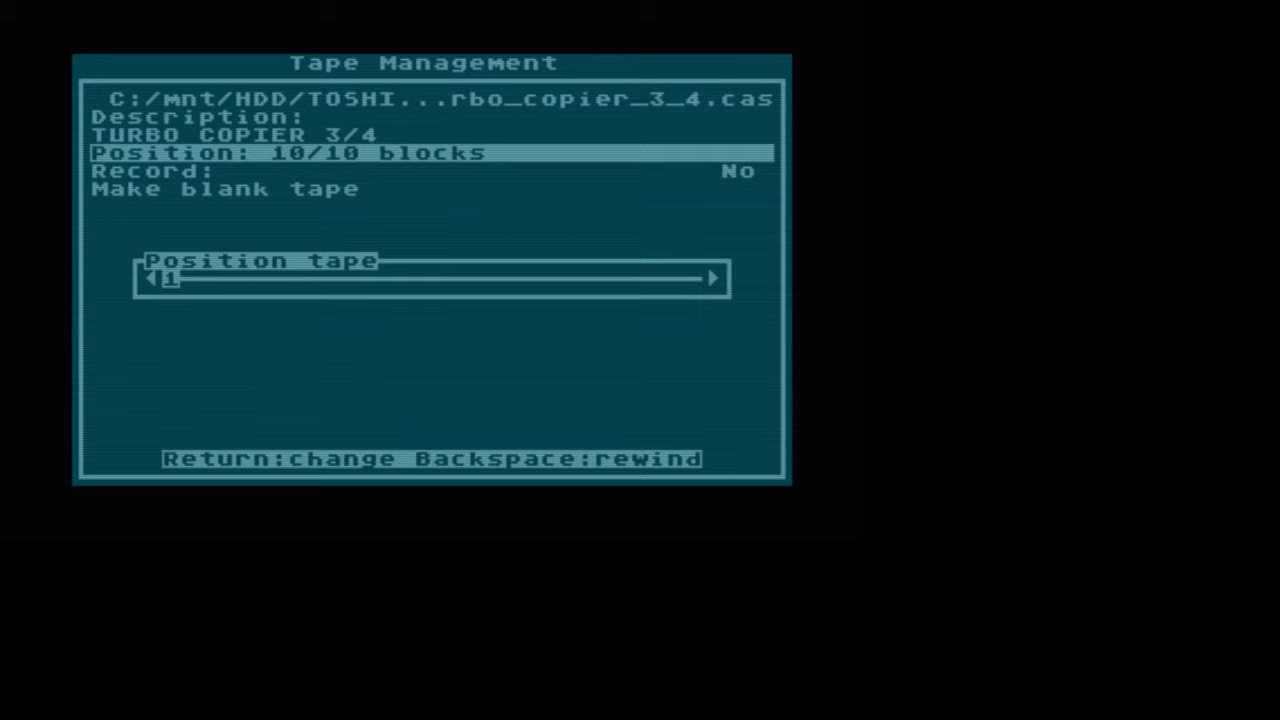 Tape Management
C:/mnt/HDD/TOSHI...rbo_copier_3_4.cas
Description:
TURBO COPIER 3/4
Position: 10/10 blocks
Record: No
Make blank tape
Position tape
1
Return:change Backspace:rewind